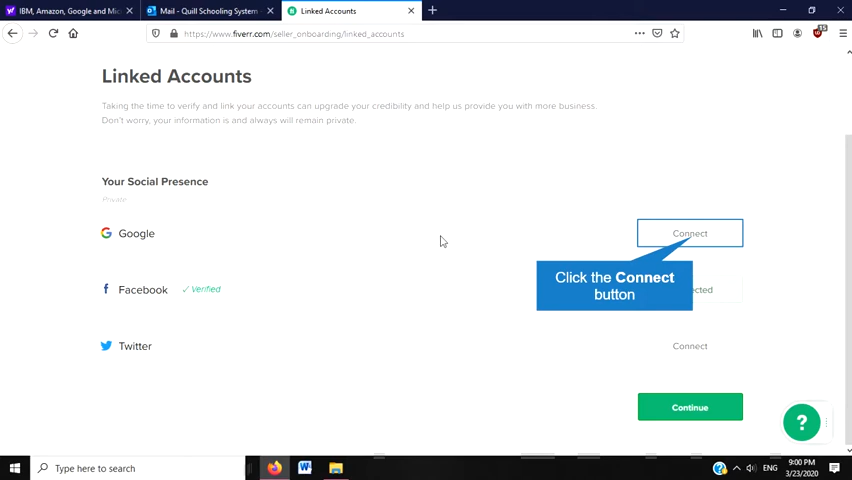 IBM, Amazon, Google and Mic
Mail - Quill Schooling System -
Linked Accounts
https://www.fiverr.com/seller_onboarding/linked_accounts
Linked Accounts
Taking the time to verify and link your accounts can upgrade your credibility and help us provide you with more business.
Don't worry, your information is and always will remain private.
Your Social Presence
Private
Google
Connect
Click the Connect
button
Facebook
✓ Verified
ected
Twitter
Connect
Continue
?
Type here to search
ENG
9:00 PM
3/23/2020